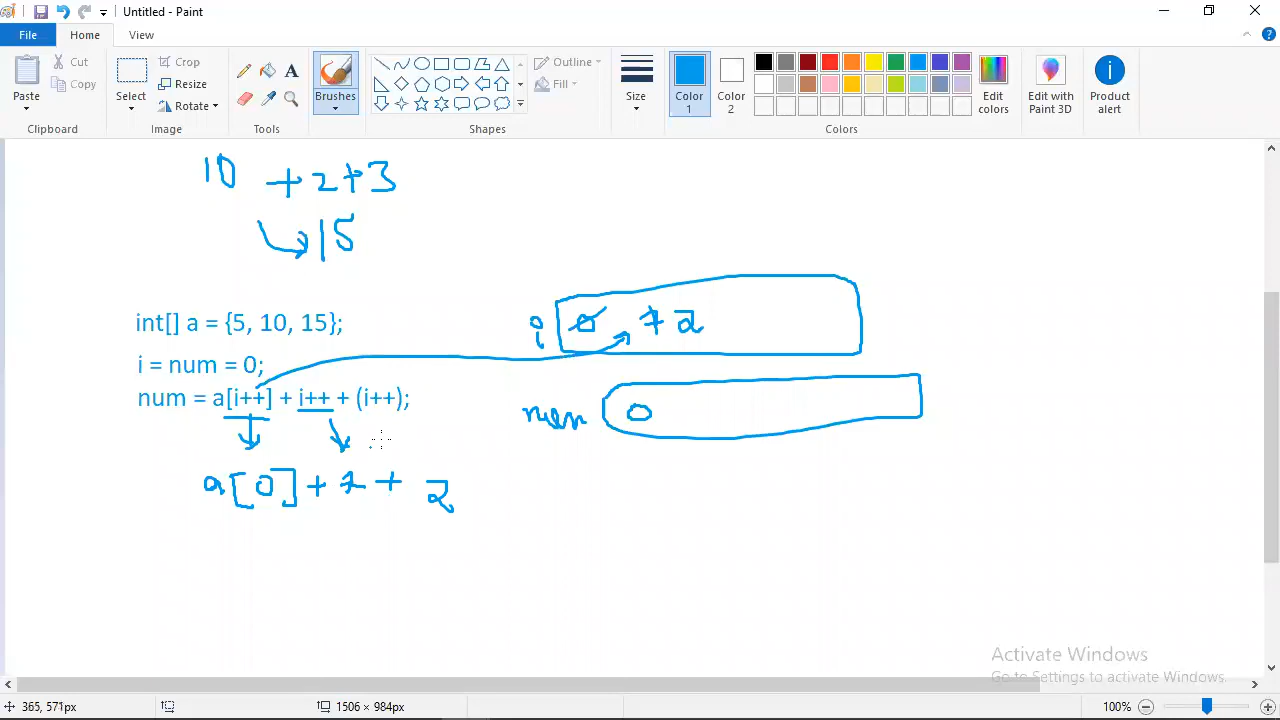 Untitled - Paint
File
Home
View
Paste
Cut
Copy
Clipboard
Select
Crop
Resize
Rotate
Image
A
Tools
Brushes
Outline
Fill
Shapes
Size
Color 1
Color 2
Edit colors
Colors
Edit with Paint 3D
Product alert
10 +2+3
15
int[] a = {5, 10, 15};
i 0 1 2
i = num = 0;
num = a[i++] + i++ + (i++);
num 0
a[0] + 1 + 2
Activate Windows
Go to Settings to activate Windows.
365, 571px
1506 × 984px
100%